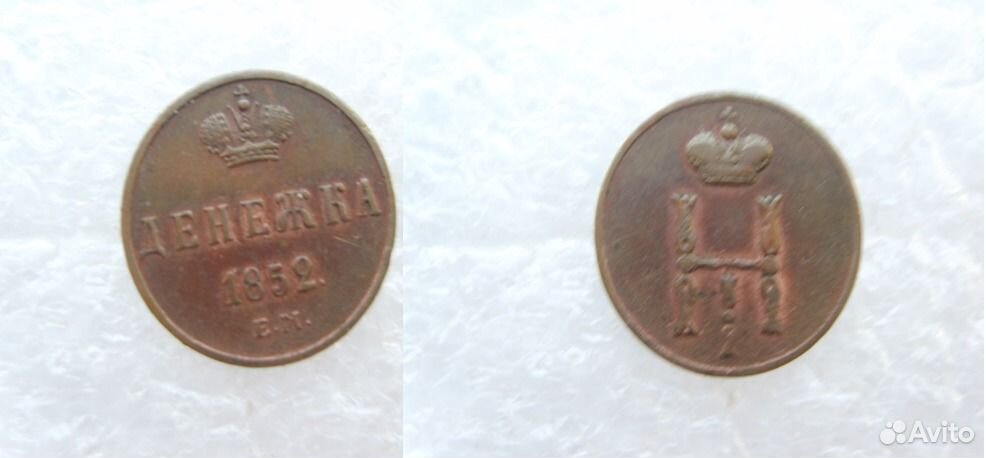 ДЕНЕЖКА
1852.
Е.М.
Н
I
Avito